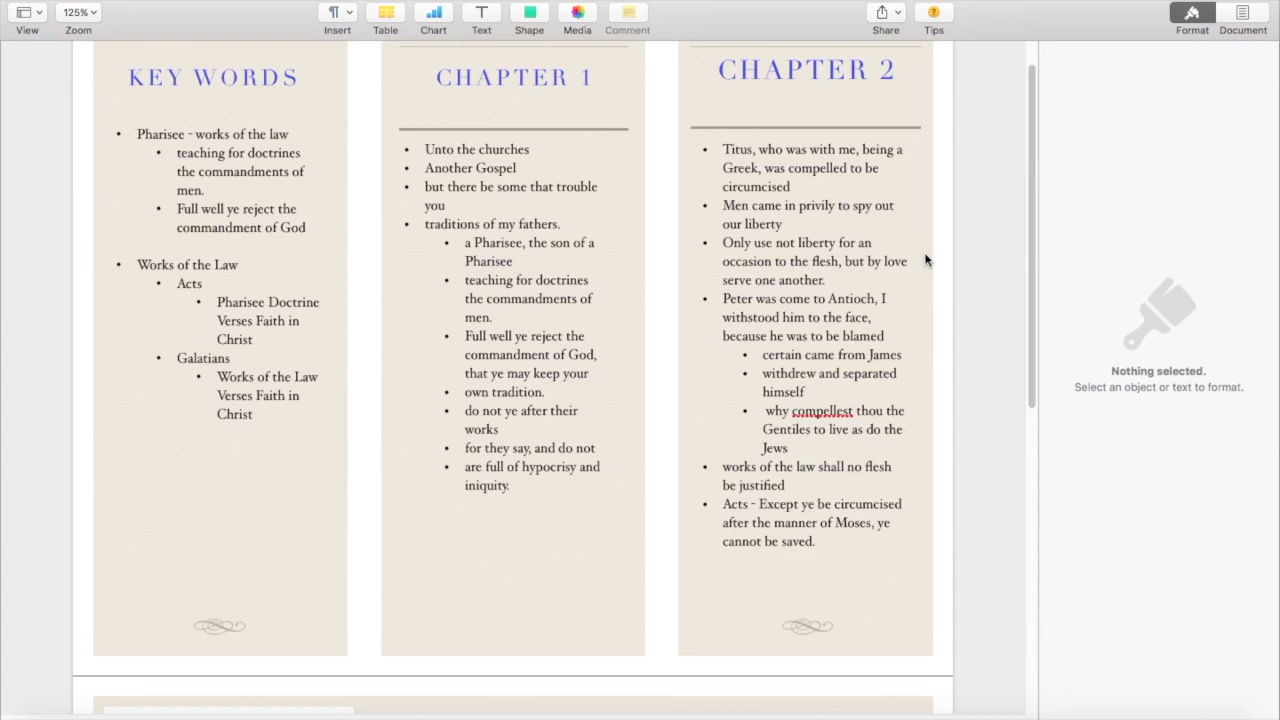 125%
View
Zoom
Insert
Table
Chart
Text
Shape
Media
Comment
Share
Tips
Format
Document
KEY WORDS
• Pharisee - works of the law
• teaching for doctrines
the commandments of
men.
• Full well ye reject the
commandment of God
• Works of the Law
• Acts
• Pharisee Doctrine
Verses Faith in
Christ
• Galatians
• Works of the Law
Verses Faith in
Christ
CHAPTER 1
• Unto the churches
• Another Gospel
• but there be some that trouble
you
• traditions of my fathers.
• a Pharisee, the son of a
Pharisee
• teaching for doctrines
the commandments of
men.
• Full well ye reject the
commandment of God,
that ye may keep your
• own tradition.
• do not ye after their
works
• for they say, and do not
• are full of hypocrisy and
iniquity.
CHAPTER 2
• Titus, who was with me, being a
Greek, was compelled to be
circumcised
• Men came in privily to spy out
our liberty
• Only use not liberty for an
occasion to the flesh, but by love
serve one another.
• Peter was come to Antioch, I
withstood him to the face,
because he was to be blamed
• certain came from James
• withdrew and separated
himself
• why compellest thou the
Gentiles to live as do the
Jews
• works of the law shall no flesh
be justified
• Acts - Except ye be circumcised
after the manner of Moses, ye
cannot be saved.
Nothing selected.
Select an object or text to format.